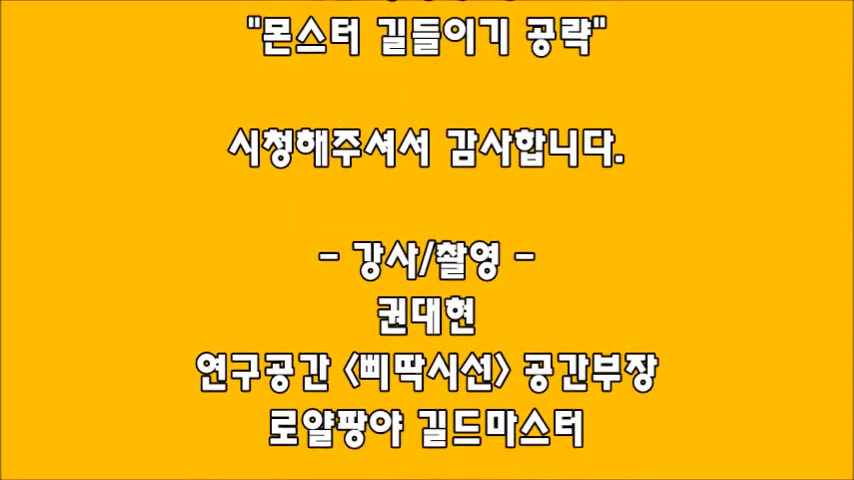 "몬스터 길들이기 공략"
시청해주셔서 감사합니다.
- 강사/촬영 -
권대현
연구공간 <삐딱시선> 공간부장
로얄팡야 길드마스터